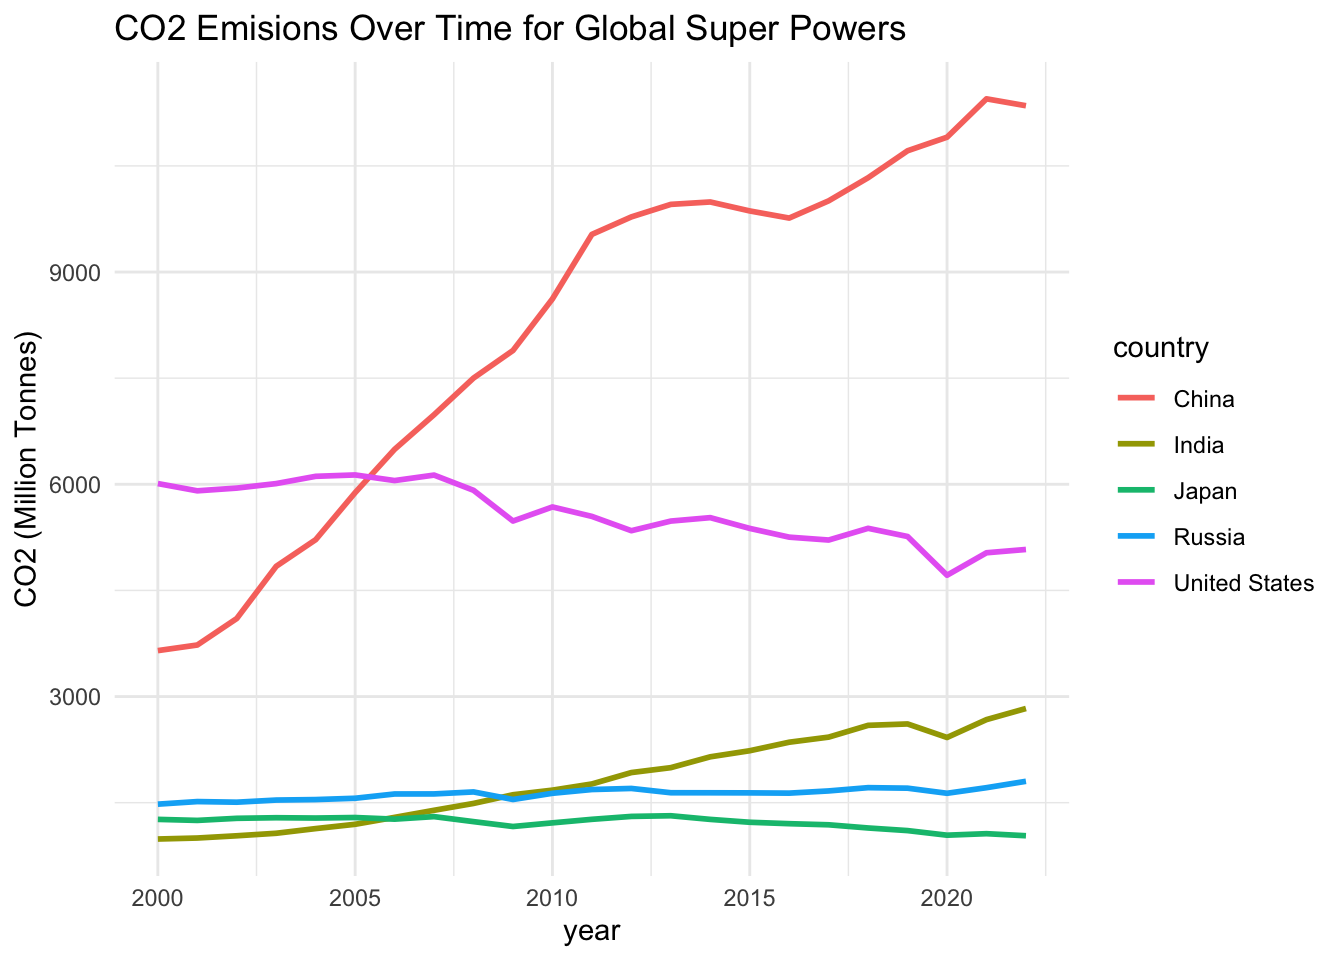 CO2 Emisions Over Time for Global Super Powers
CO2 (Million Tonnes)
9000
6000
3000
2000
2005
2010
2015
2020
year
country
China
India
Japan
Russia
United States